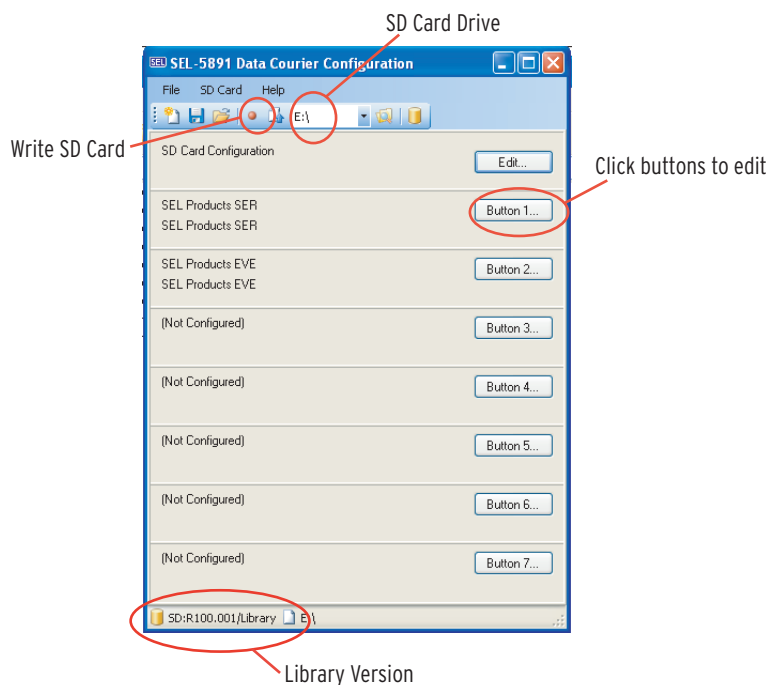 SD Card Drive
SEL SEL-5891 Data Courier Configuration
File SD Card Help
E:\
Write SD Card
SD Card Configuration
Edit...
Click buttons to edit
SEL Products SER
SEL Products SER
Button 1...
SEL Products EVE
SEL Products EVE
Button 2...
(Not Configured)
Button 3...
(Not Configured)
Button 4...
(Not Configured)
Button 5...
(Not Configured)
Button 6...
(Not Configured)
Button 7...
SD:R100.001/Library E:\
Library Version